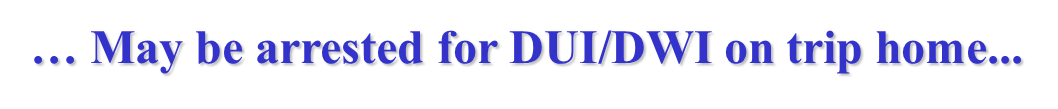 … May be arrested for DUI/DWI on trip home...